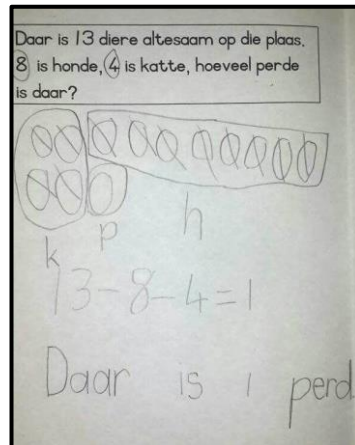 Daar is 13 diere altesaam op die plaas.
8 is honde, 4 is katte, hoeveel perde
is daar?
k p h
13-8-4=1
Daar is 1 perd